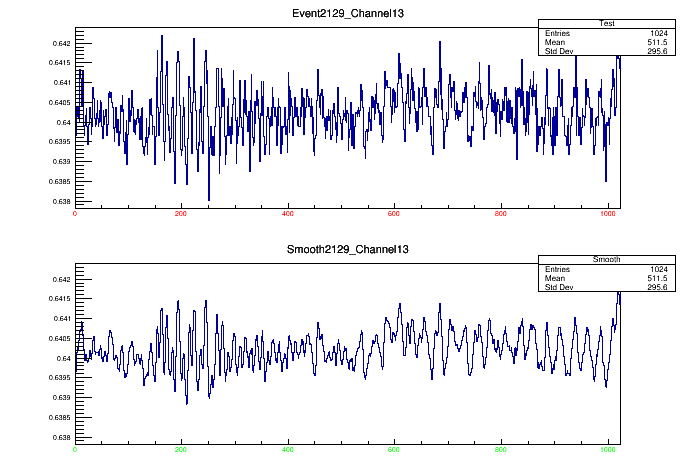 Event2129_Channel13
Test
Entries 1024
Mean 511.5
Std Dev 295.6
0.642
0.6415
0.641
0.6405
0.64
0.6395
0.639
0.6385
0.638
0 200 400 600 800 1000
Smooth2129_Channel13
Smooth
Entries 1024
Mean 511.5
Std Dev 295.6
0.642
0.6415
0.641
0.6405
0.64
0.6395
0.639
0.6385
0.638
0 200 400 600 800 1000